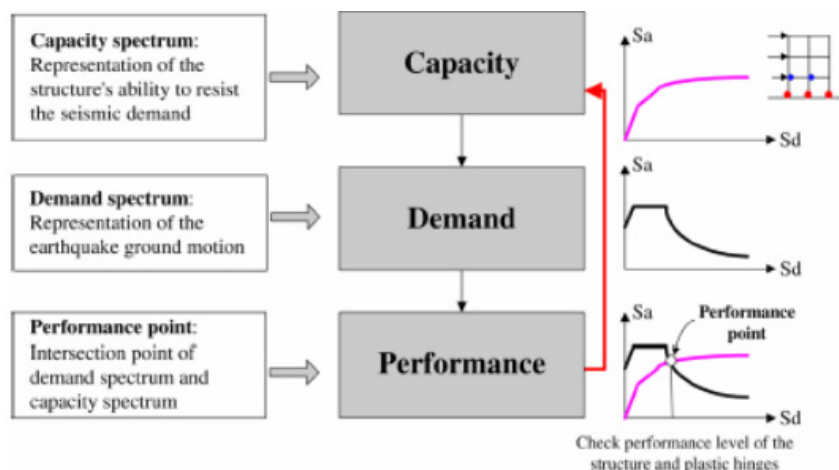 Capacity spectrum:
Representation of the
structure's ability to resist
the seismic demand
Capacity
Sa
Sd
Demand spectrum:
Representation of the
earthquake ground motion
Demand
Sa
Sd
Performance point:
Intersection point of
demand spectrum and
capacity spectrum
Performance
Sa
Performance
point
Sd
Check performance level of the
structure and plastic hinges